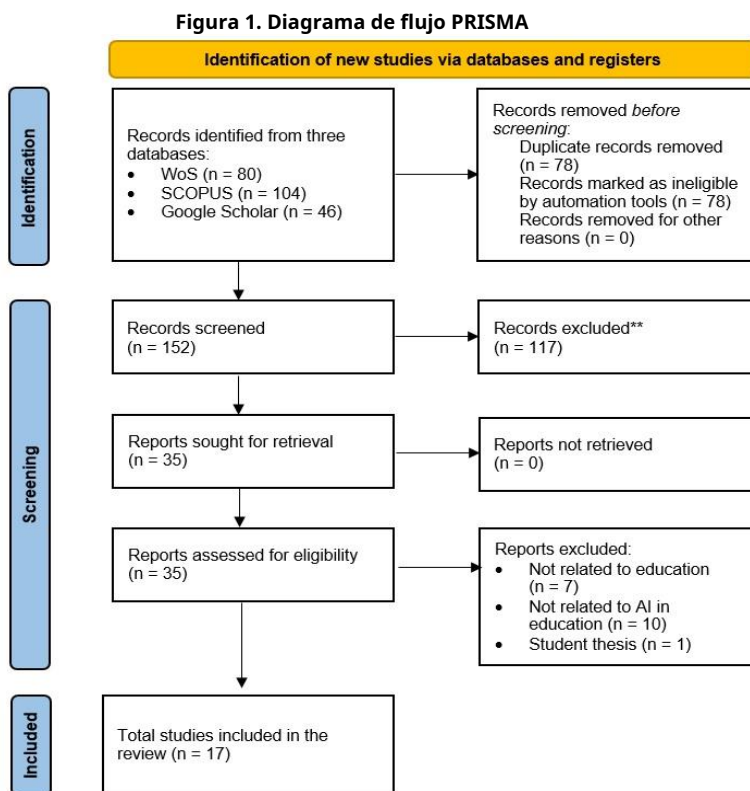 Figura 1. Diagrama de flujo PRISMA
Identification of new studies via databases and registers
Identification
Records identified from three
databases:
• WoS (n = 80)
• SCOPUS (n = 104)
• Google Scholar (n = 46)
Records removed before
screening:
Duplicate records removed
(n = 78)
Records marked as ineligible
by automation tools (n = 78)
Records removed for other
reasons (n = 0)
Screening
Records screened
(n = 152)
Records excluded**
(n = 117)
Reports sought for retrieval
(n = 35)
Reports not retrieved
(n = 0)
Reports assessed for eligibility
(n = 35)
Reports excluded:
• Not related to education
(n = 7)
• Not related to AI in
education (n = 10)
• Student thesis (n = 1)
Included
Total studies included in the
review (n = 17)